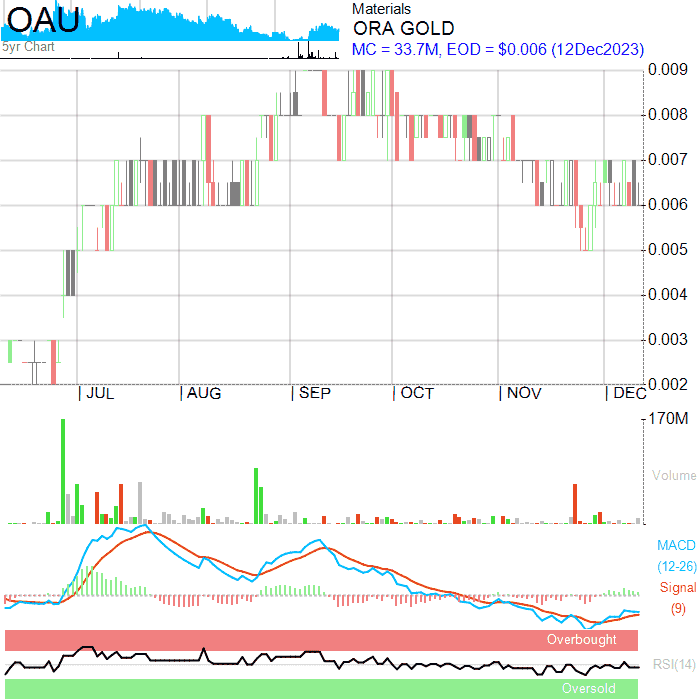 OAU
5yr Chart
Materials
ORA GOLD
MC = 33.7M, EOD = $0.006 (12Dec2023)
0.009
0.008
0.007
0.006
0.005
0.004
0.003
0.002
JUL AUG SEP OCT NOV DEC
170M
Volume
MACD
(12-26)
Signal
(9)
Overbought
RSI(14)
Oversold